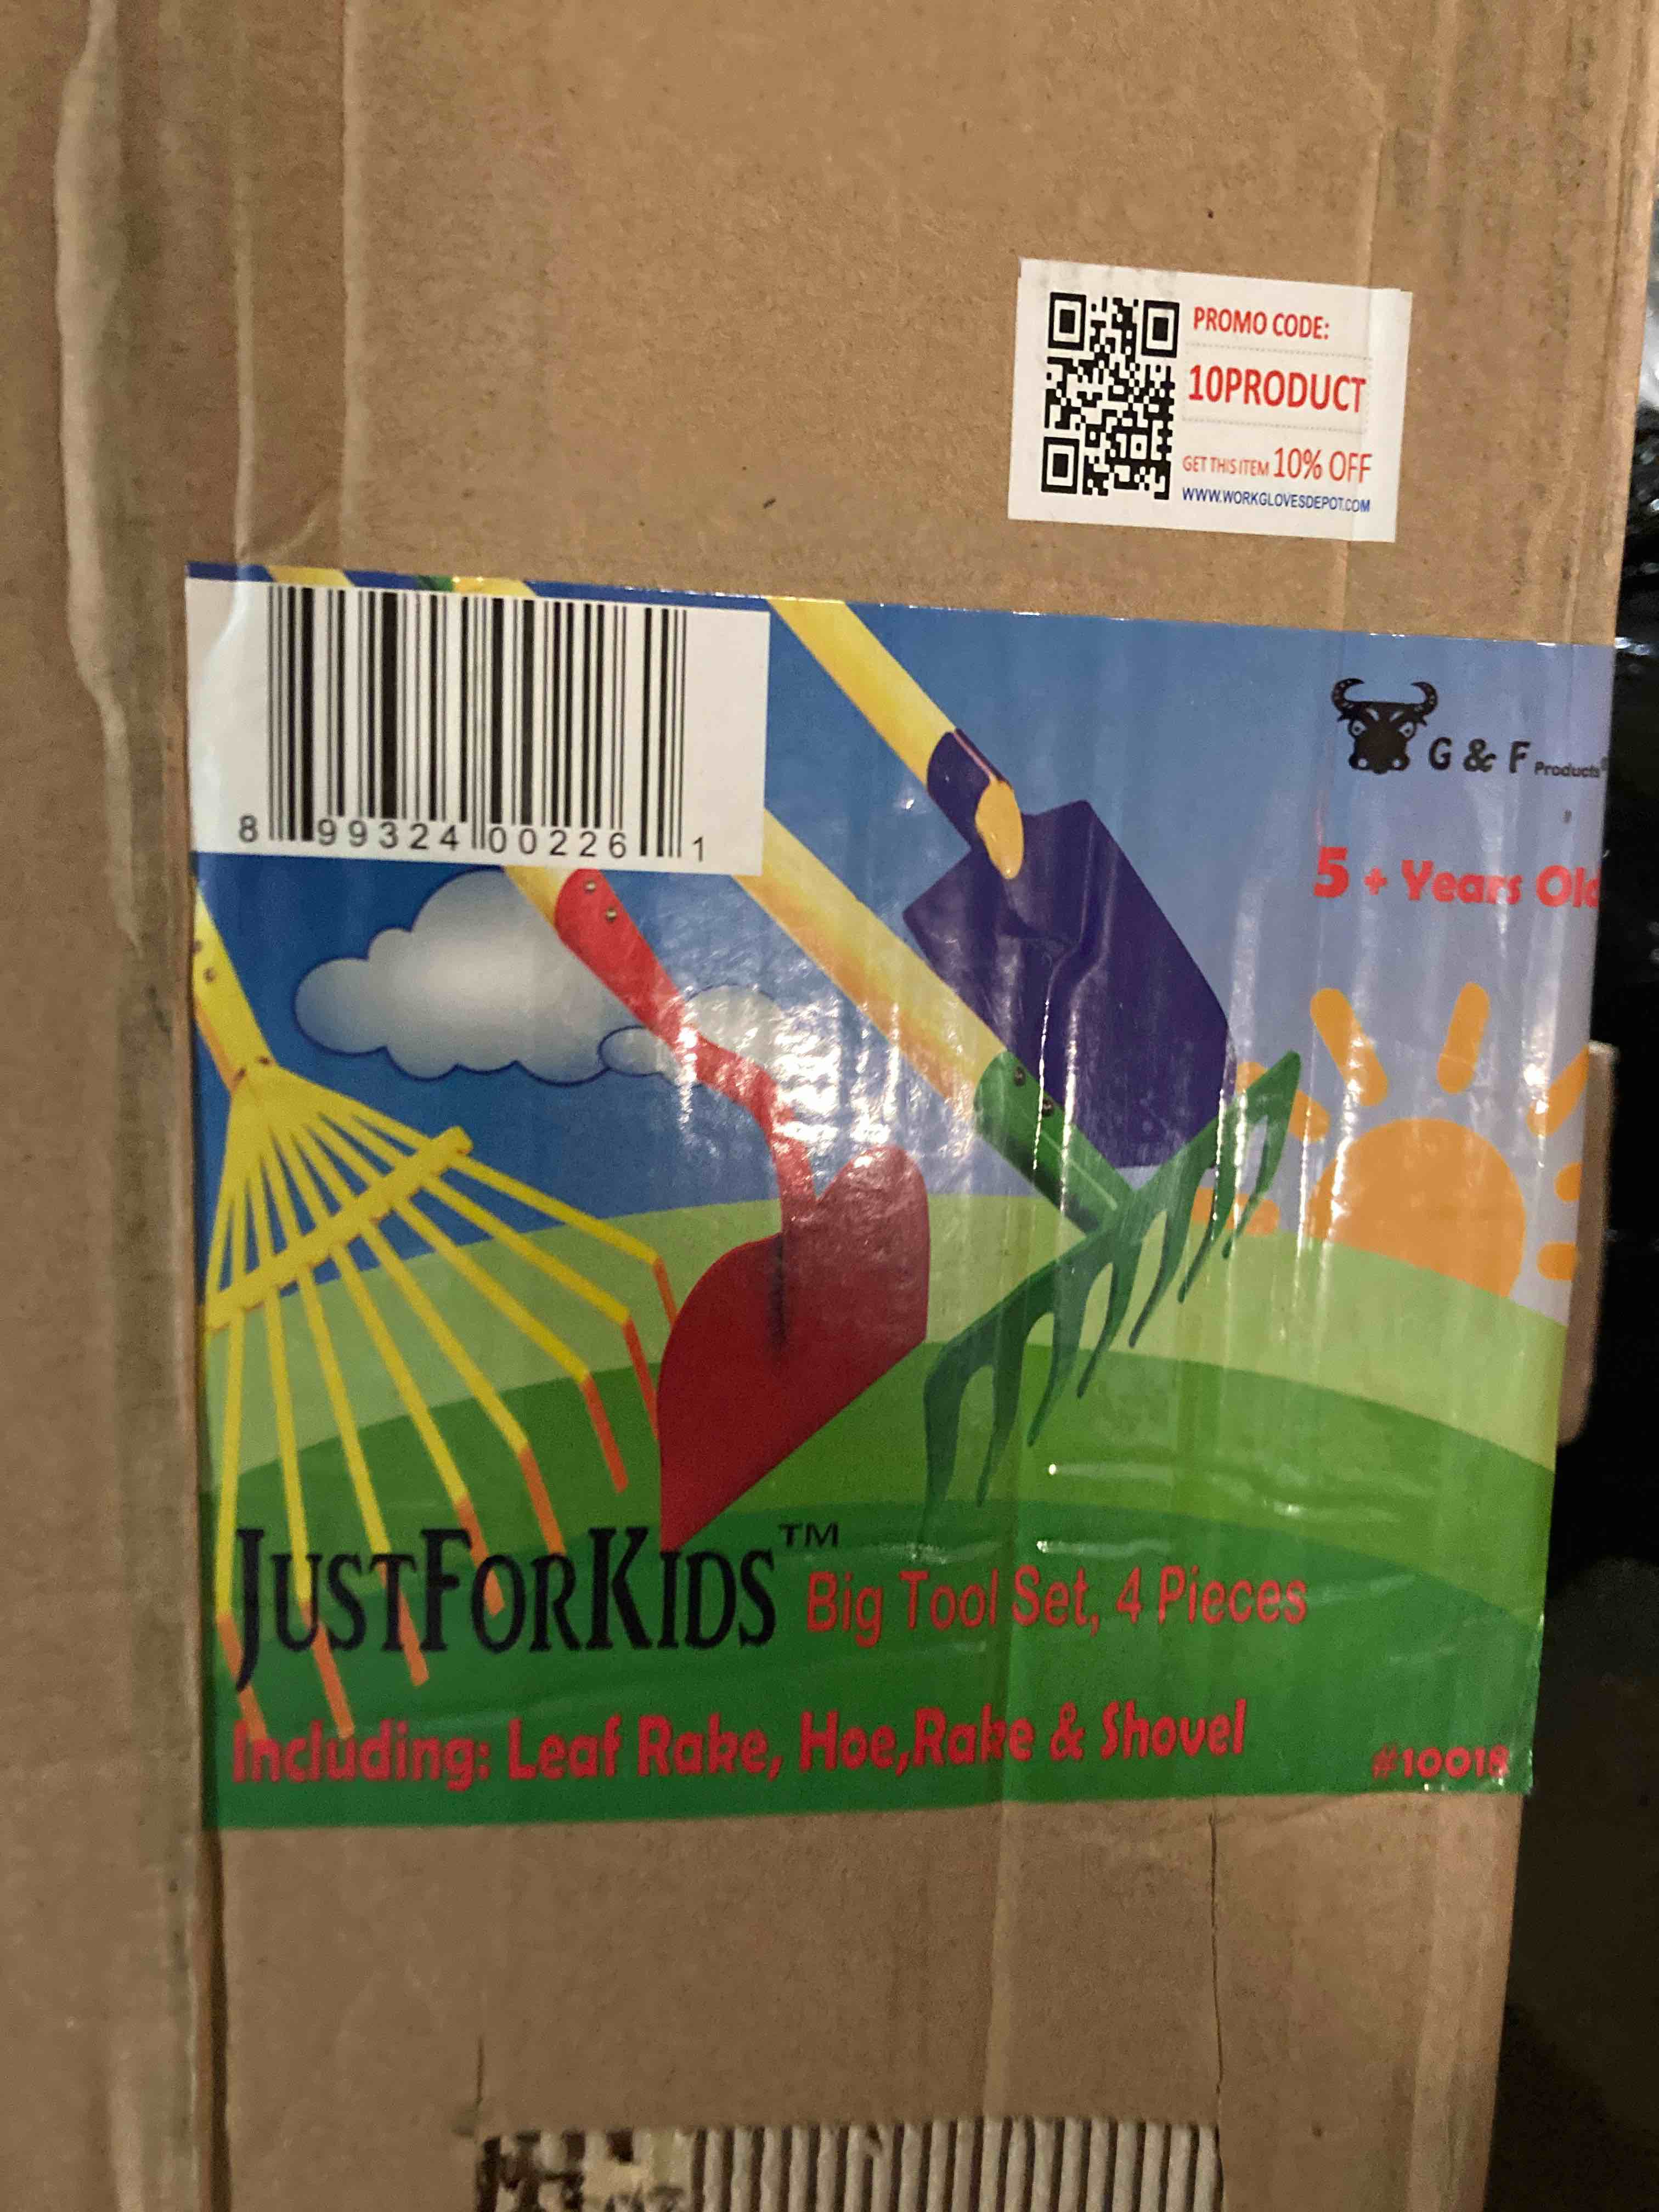 PROMO CODE:
10PRODUCT
GET THIS ITEM 10% OFF
WWW.WORKGLOVESDEPOT.COM
8 99324 00226 1
G & F Products®
5 + Years Old
JUSTFORKIDS™ Big Tool Set, 4 Pieces
Including: Leaf Rake, Hoe,Rake & Shovel
#10018